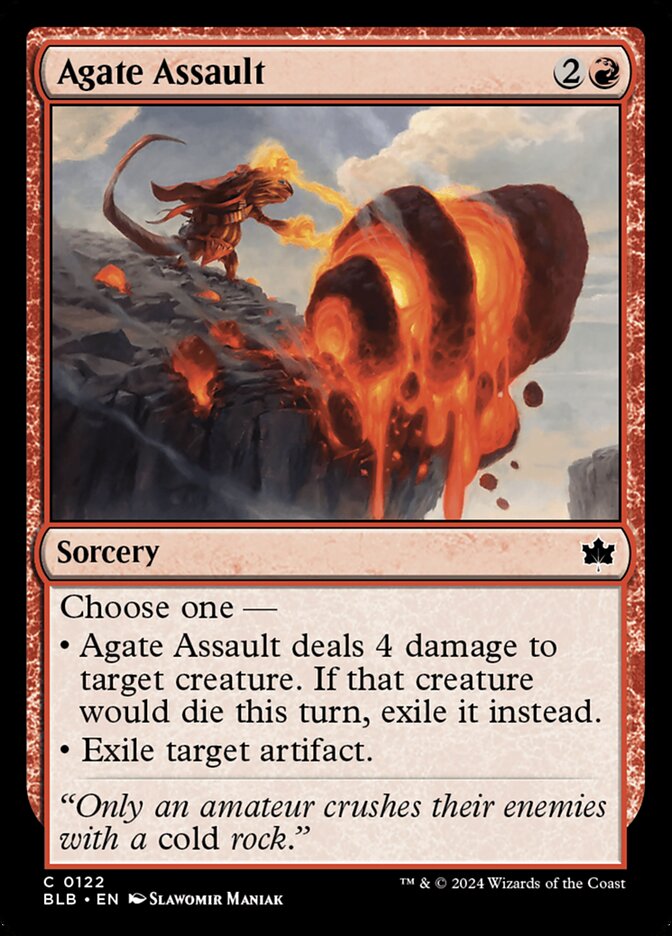 Agate Assault 2
Sorcery
Choose one —
• Agate Assault deals 4 damage to
target creature. If that creature
would die this turn, exile it instead.
• Exile target artifact.
“Only an amateur crushes their enemies
with a cold rock.”
C 0122
™ & © 2024 Wizards of the Coast
BLB • EN Slawomir Maniak